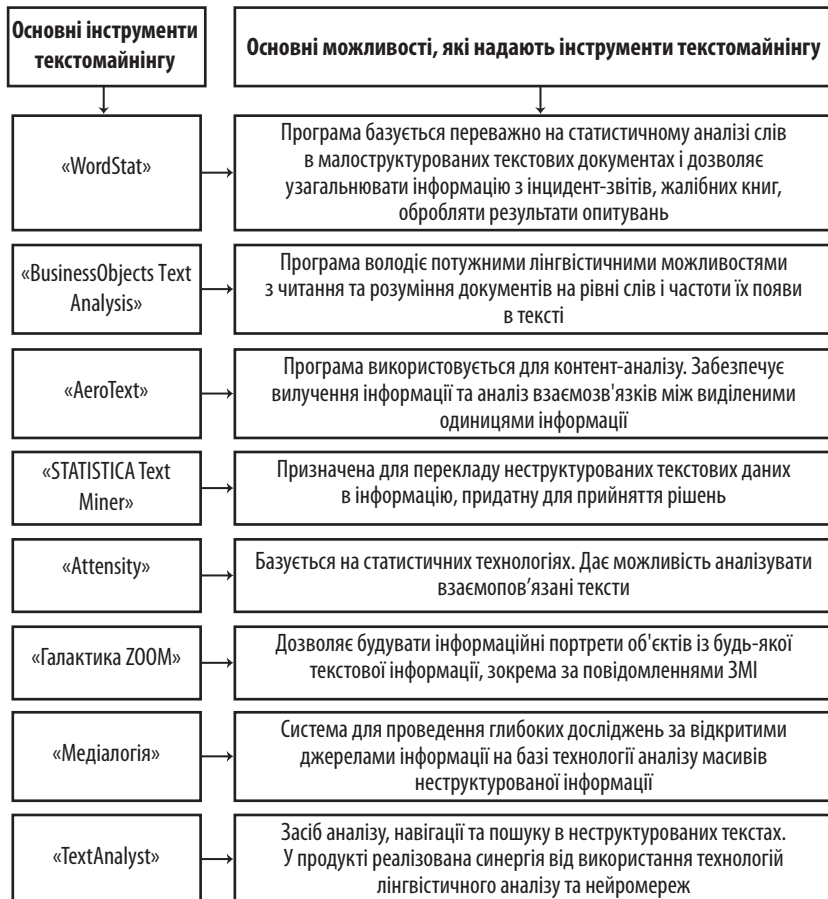 Основні інструменти
текстомайнінгу
Основні можливості, які надають інструменти текстомайнінгу
«WordStat»
Програма базується переважно на статистичному аналізі слів
в малоструктурованих текстових документах і дозволяє
узагальнювати інформацію з інцидент-звітів, жалібних книг,
обробляти результати опитувань
«BusinessObjects Text
Analysis»
Програма володіє потужними лінгвістичними можливостями
з читання та розуміння документів на рівні слів і частоти їх появи
в тексті
«AeroText»
Програма використовується для контент-аналізу. Забезпечує
вилучення інформації та аналіз взаємозв'язків між виділеними
одиницями інформації
«STATISTICA Text
Miner»
Призначена для перекладу неструктурованих текстових даних
в інформацію, придатну для прийняття рішень
«Attensity»
Базується на статистичних технологіях. Дає можливість аналізувати
взаємопов’язані тексти
«Галактика ZOOM»
Дозволяє будувати інформаційні портрети об'єктів із будь-якої
текстової інформації, зокрема за повідомленнями ЗМІ
«Медіалогія»
Система для проведення глибоких досліджень за відкритими
джерелами інформації на базі технології аналізу масивів
неструктурованої інформації
«TextAnalyst»
Засіб аналізу, навігації та пошуку в неструктурованих текстах.
У продукті реалізована синергія від використання технологій
лінгвістичного аналізу та нейромереж